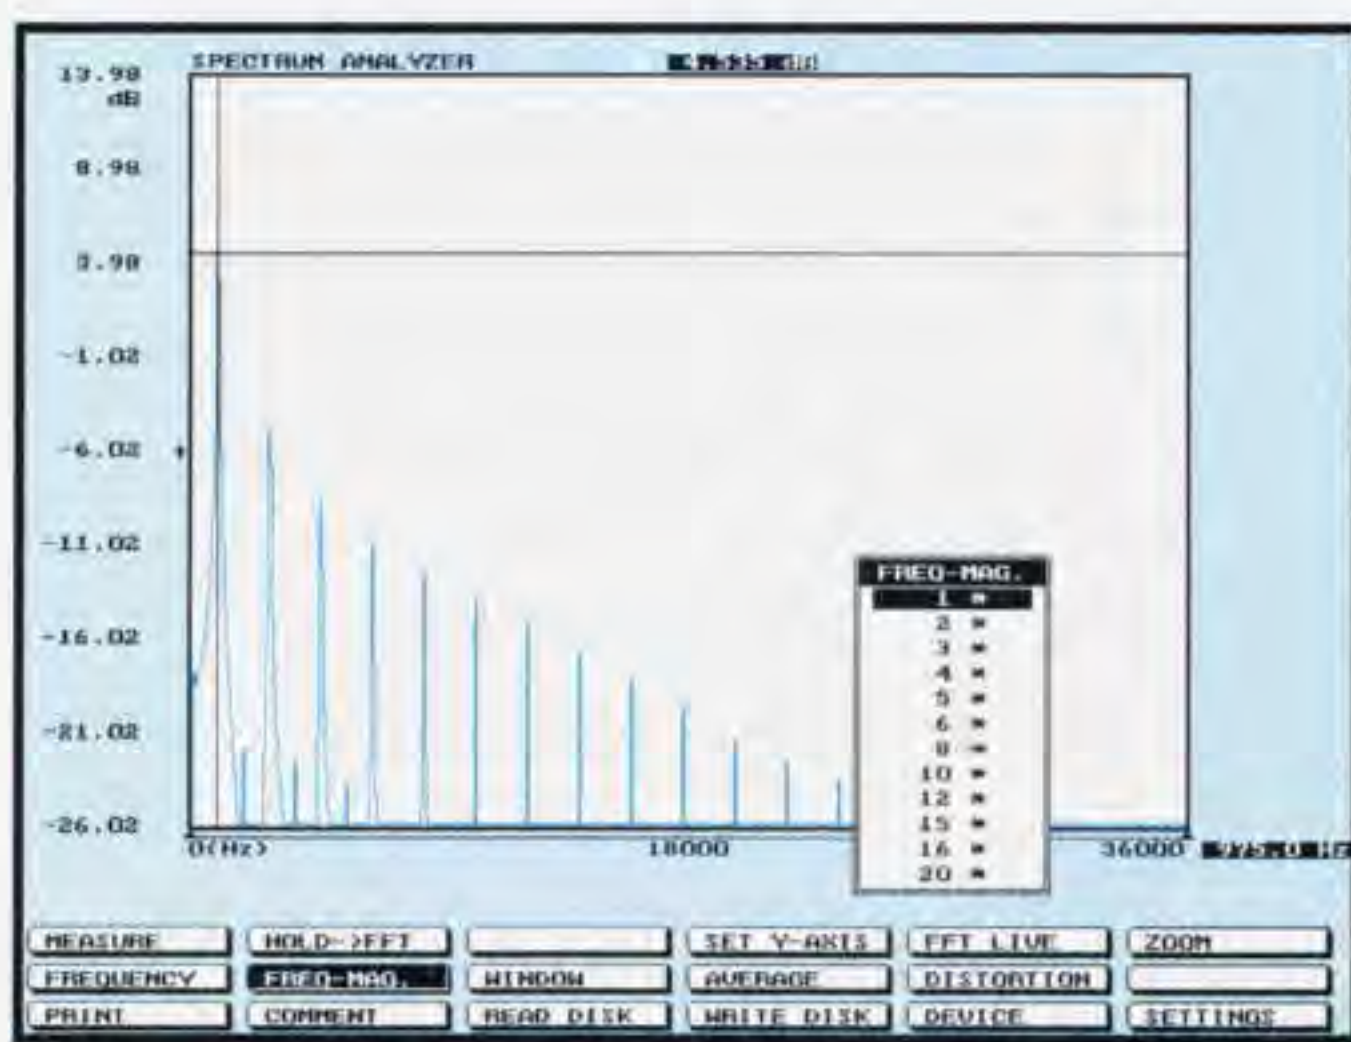 SPECTRUM ANALYZER
13.98
dB
8.98
3.98
-1.02
-6.02
-11.02
-16.02
-21.02
-26.02
0(Hz)
18000
36000
FREQ-MAG.
1 *
2 *
3 *
4 *
5 *
6 *
8 *
10 *
12 *
15 *
16 *
20 *
MEASURE
HOLD->FFT
SET Y-AXIS
FFT LIVE
ZOOM
FREQUENCY
FREQ-MAG.
WINDOW
AVERAGE
DISTORTION
PRINT
COMMENT
READ DISK
WRITE DISK
DEVICE
SETTINGS